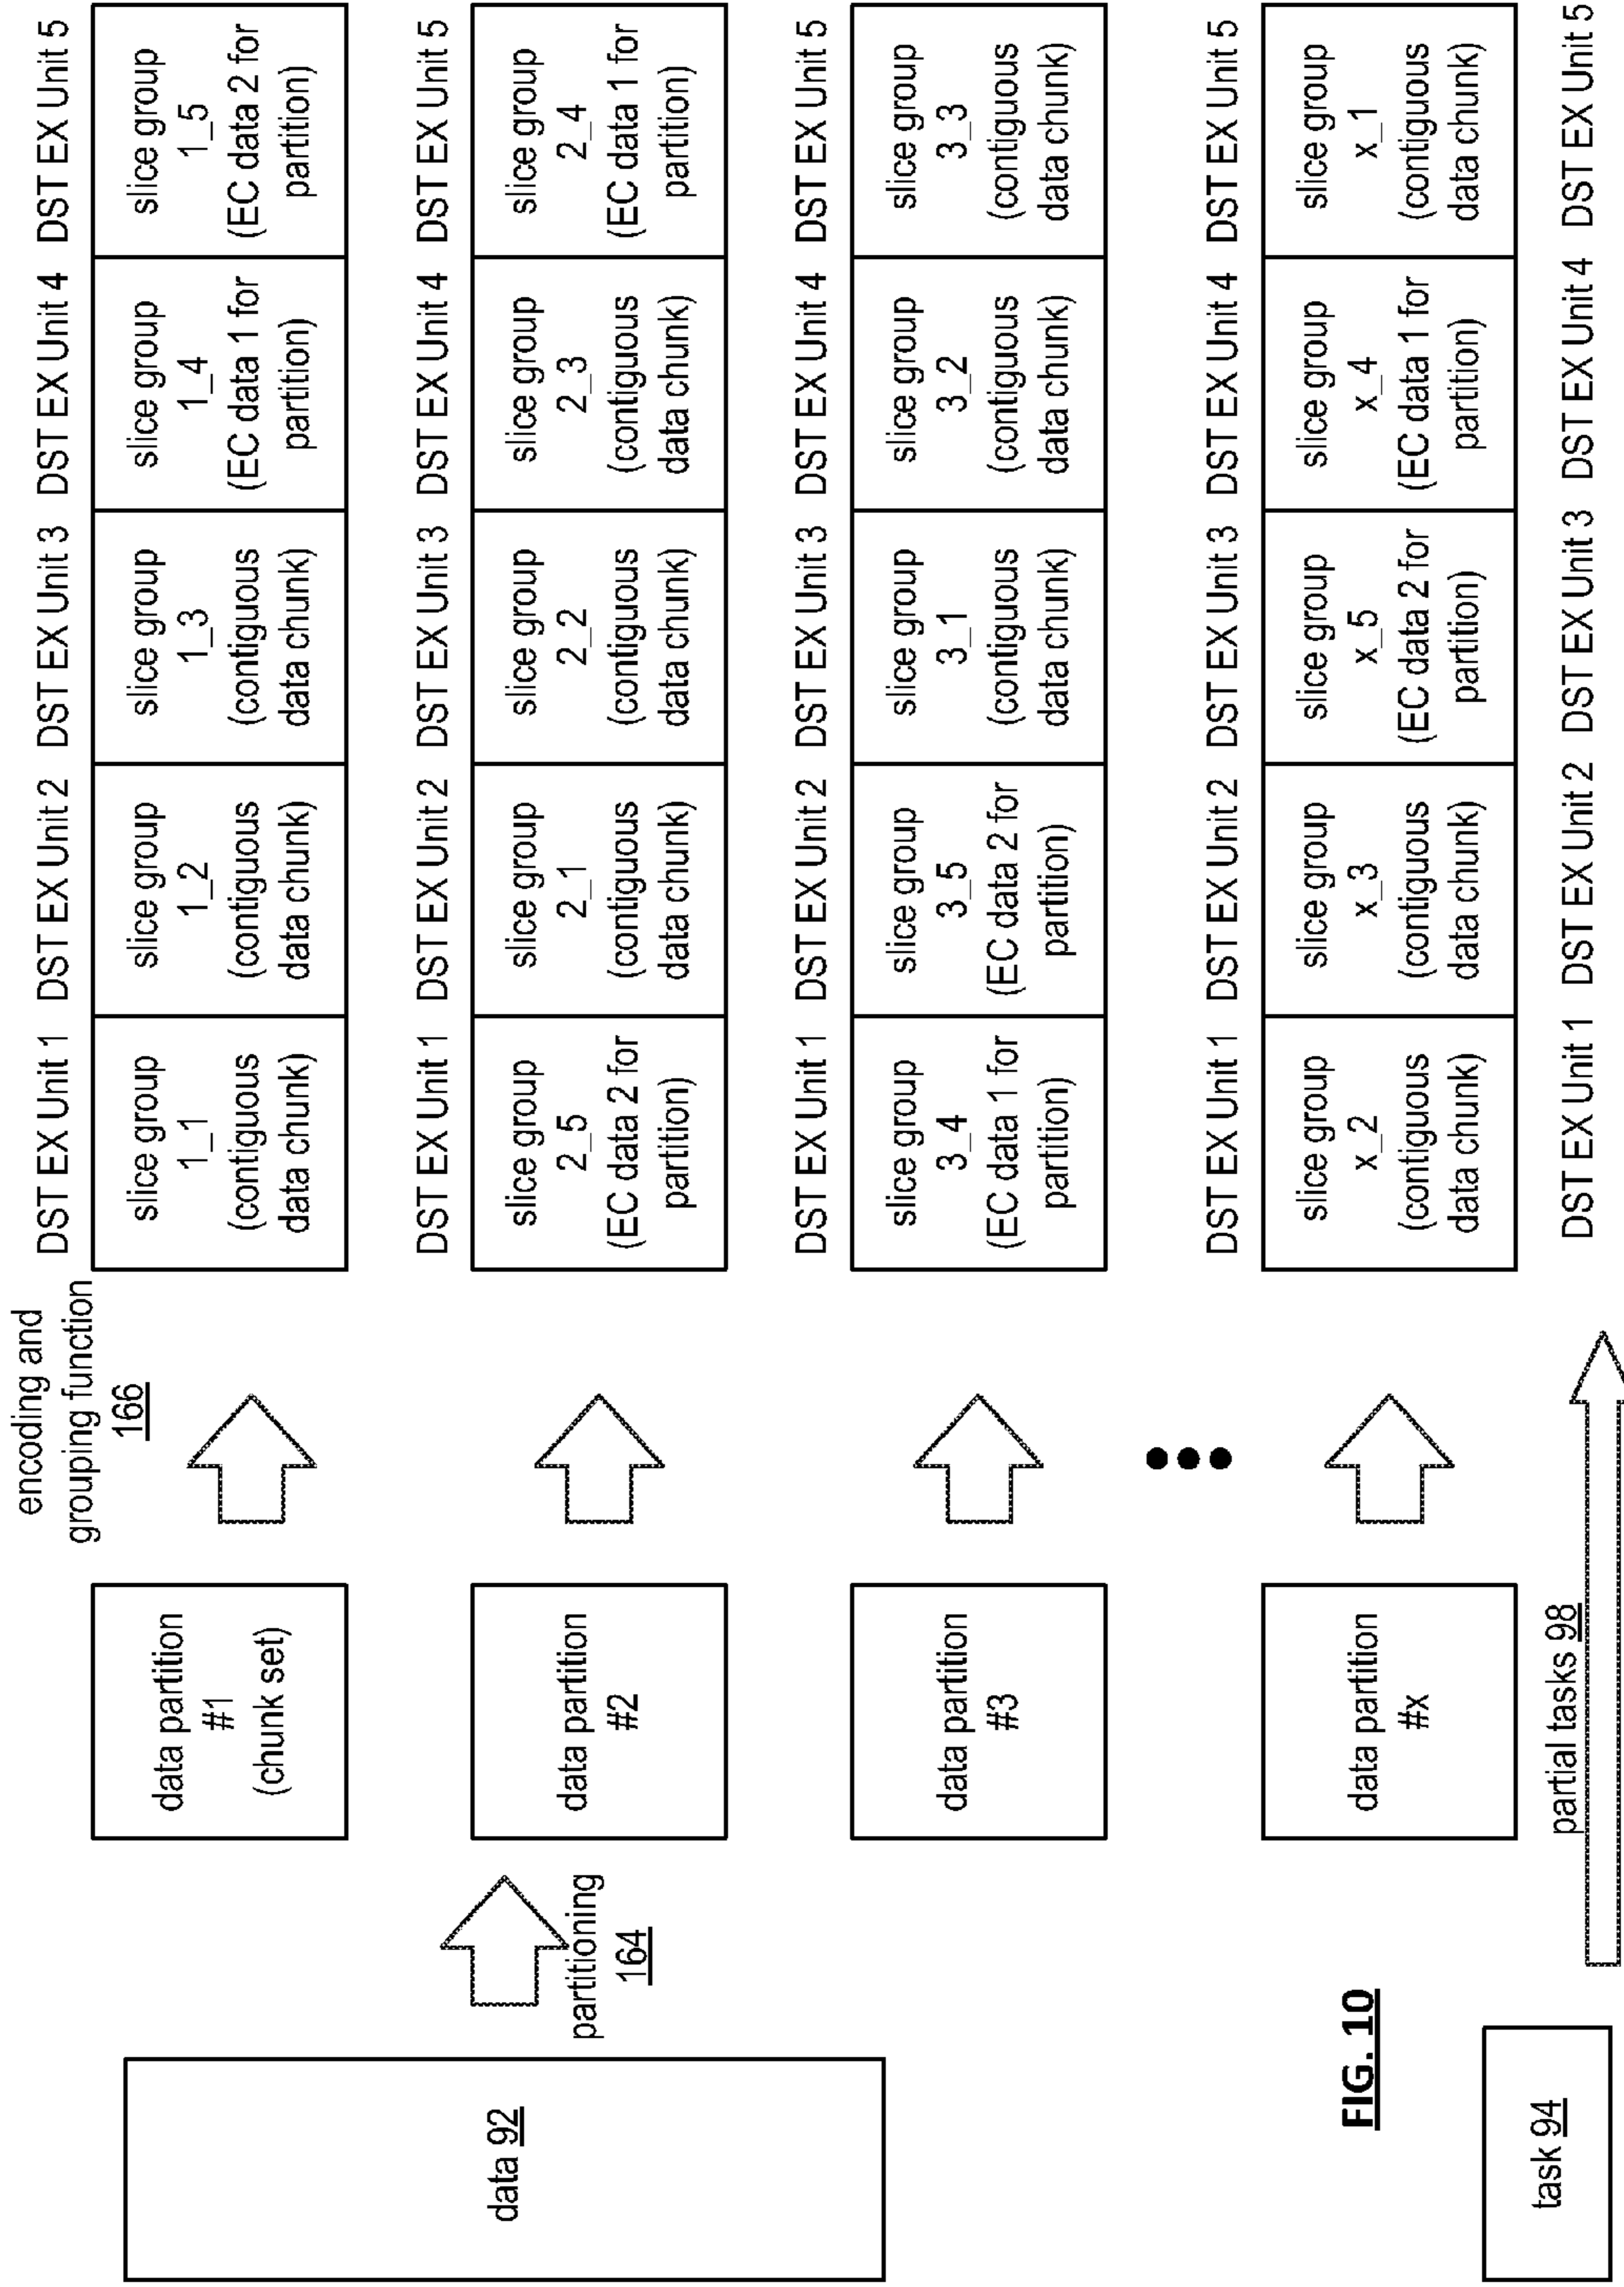 data 92
partitioning
164
data partition
#1
(chunk set)
data partition
#2
data partition
#3
data partition
#x
encoding and
grouping function
166
DST EX Unit 1 DST EX Unit 2 DST EX Unit 3 DST EX Unit 4 DST EX Unit 5
slice group
1_1
(contiguous
data chunk)
slice group
1_2
(contiguous
data chunk)
slice group
1_3
(contiguous
data chunk)
slice group
1_4
(EC data 1 for
partition)
slice group
1_5
(EC data 2 for
partition)
DST EX Unit 1 DST EX Unit 2 DST EX Unit 3 DST EX Unit 4 DST EX Unit 5
slice group
2_5
(EC data 2 for
partition)
slice group
2_1
(contiguous
data chunk)
slice group
2_2
(contiguous
data chunk)
slice group
2_3
(contiguous
data chunk)
slice group
2_4
(EC data 1 for
partition)
DST EX Unit 1 DST EX Unit 2 DST EX Unit 3 DST EX Unit 4 DST EX Unit 5
slice group
3_4
(EC data 1 for
partition)
slice group
3_5
(EC data 2 for
partition)
slice group
3_1
(contiguous
data chunk)
slice group
3_2
(contiguous
data chunk)
slice group
3_3
(contiguous
data chunk)
DST EX Unit 1 DST EX Unit 2 DST EX Unit 3 DST EX Unit 4 DST EX Unit 5
slice group
x_2
(contiguous
data chunk)
slice group
x_3
(contiguous
data chunk)
slice group
x_5
(EC data 2 for
partition)
slice group
x_4
(EC data 1 for
partition)
slice group
x_1
(contiguous
data chunk)
FIG. 10
task 94
partial tasks 98
DST EX Unit 1 DST EX Unit 2 DST EX Unit 3 DST EX Unit 4 DST EX Unit 5